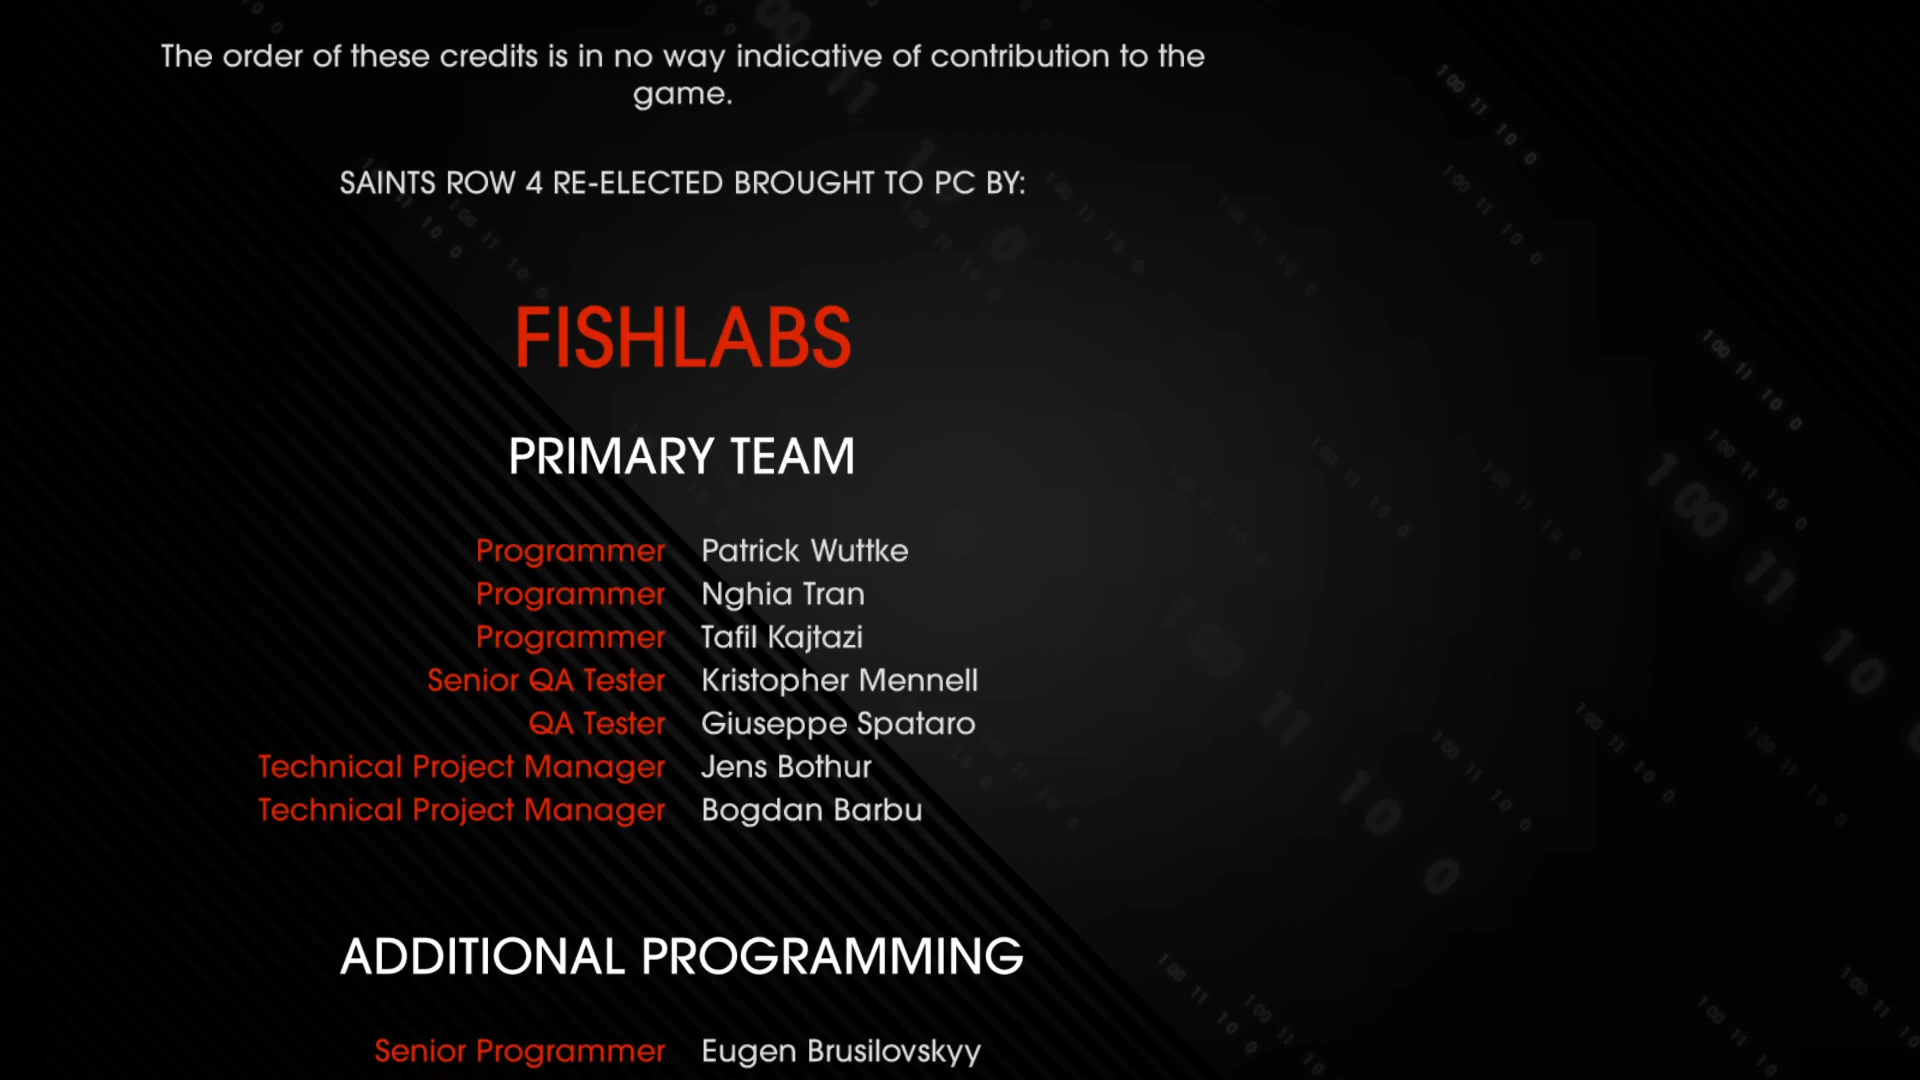 The order of these credits is in no way indicative of contribution to the
game.
SAINTS ROW 4 RE-ELECTED BROUGHT TO PC BY:
FISHLABS
PRIMARY TEAM
Programmer Patrick Wuttke
Programmer Nghia Tran
Programmer Tafil Kajtazi
Senior QA Tester Kristopher Mennell
QA Tester Giuseppe Spataro
Technical Project Manager Jens Bothur
Technical Project Manager Bogdan Barbu
ADDITIONAL PROGRAMMING
Senior Programmer Eugen Brusilovskyy